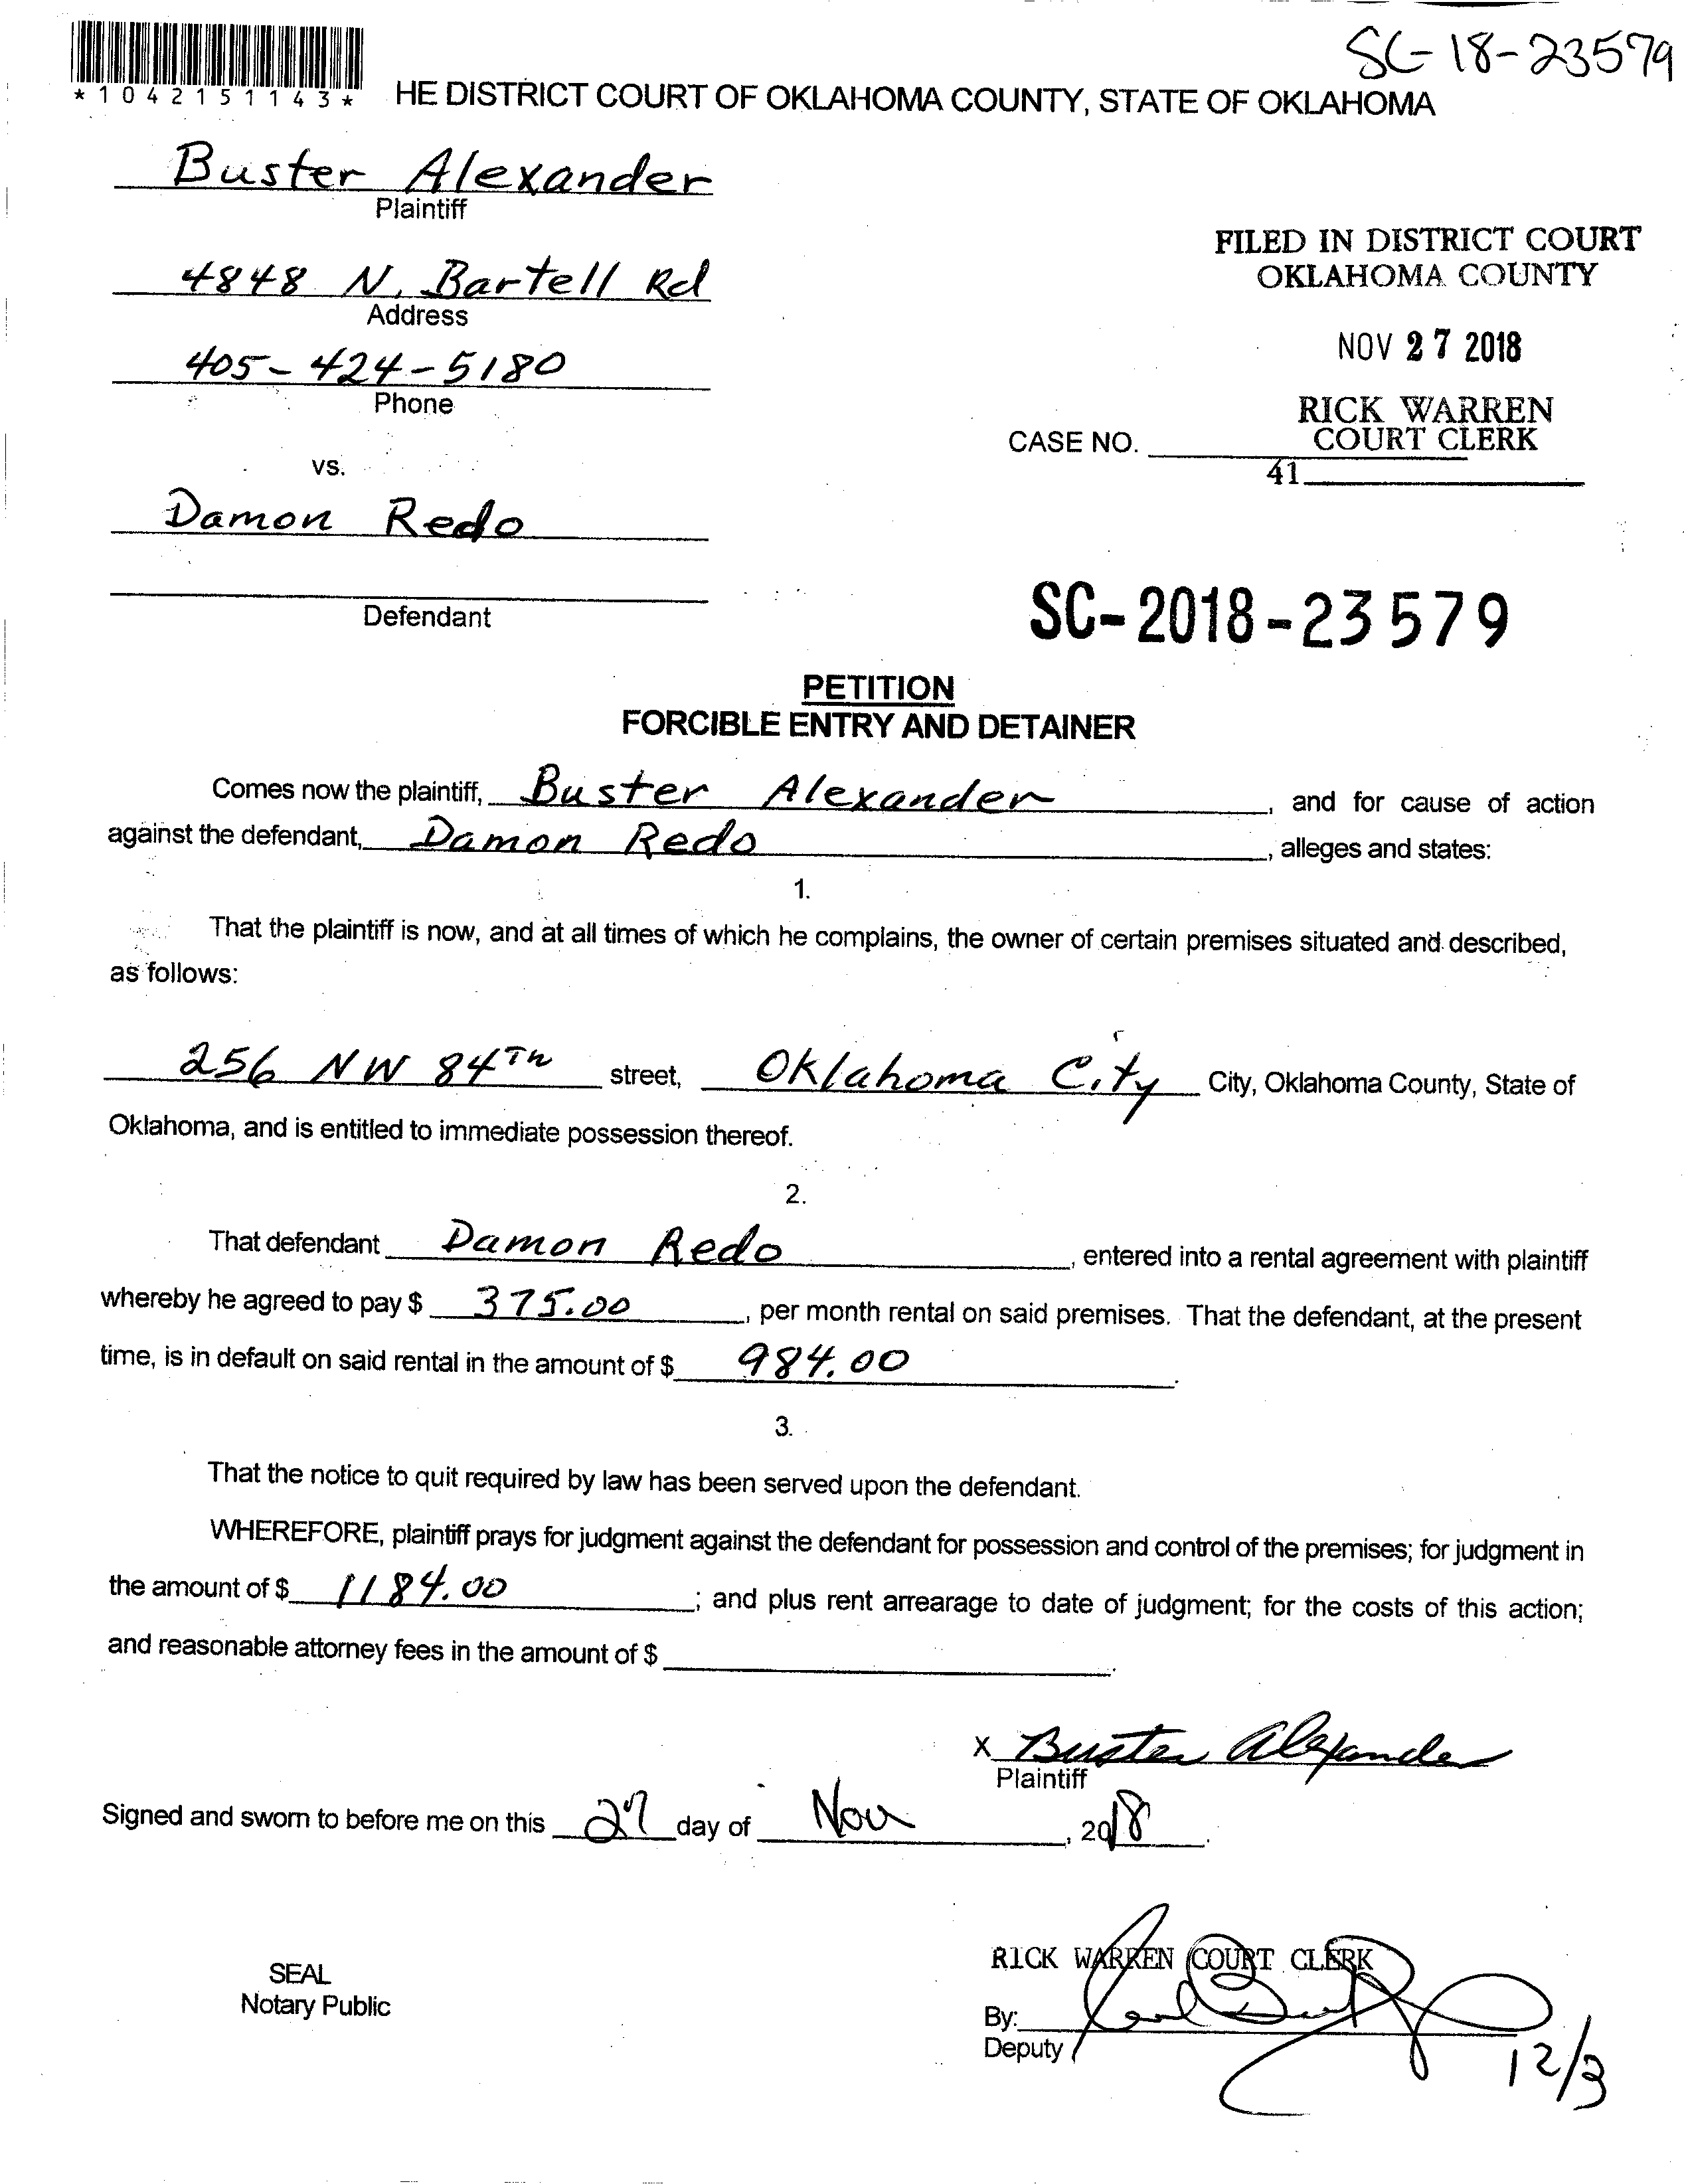 SC-18-23579
*1042151143*
HE DISTRICT COURT OF OKLAHOMA COUNTY, STATE OF OKLAHOMA
Buster Alexander
Plaintiff
4848 N. Bartell Rd
Address
405-424-5180
Phone
vs.
Damon Redo
Defendant
FILED IN DISTRICT COURT
OKLAHOMA COUNTY
NOV 27 2018
RICK WARREN
COURT CLERK
CASE NO.
41
SC-2018-23579
PETITION
FORCIBLE ENTRY AND DETAINER
Comes now the plaintiff, Buster Alexander, and for cause of action
against the defendant, Damon Redo, alleges and states:
1.
That the plaintiff is now, and at all times of which he complains, the owner of certain premises situated and described,
as follows:
256 NW 84TH street, Oklahoma City City, Oklahoma County, State of
Oklahoma, and is entitled to immediate possession thereof.
2.
That defendant Damon Redo, entered into a rental agreement with plaintiff
whereby he agreed to pay $ 375.00, per month rental on said premises. That the defendant, at the present
time, is in default on said rental in the amount of $ 984.00.
3.
That the notice to quit required by law has been served upon the defendant.
WHEREFORE, plaintiff prays for judgment against the defendant for possession and control of the premises; for judgment in
the amount of $ 1184.00; and plus rent arrearage to date of judgment; for the costs of this action;
and reasonable attorney fees in the amount of $ .
x Buster Alexander
Plaintiff
Signed and sworn to before me on this 27 day of Nov, 2018.
RICK WARREN COURT CLERK
SEAL
Notary Public
By:
Deputy
12/3